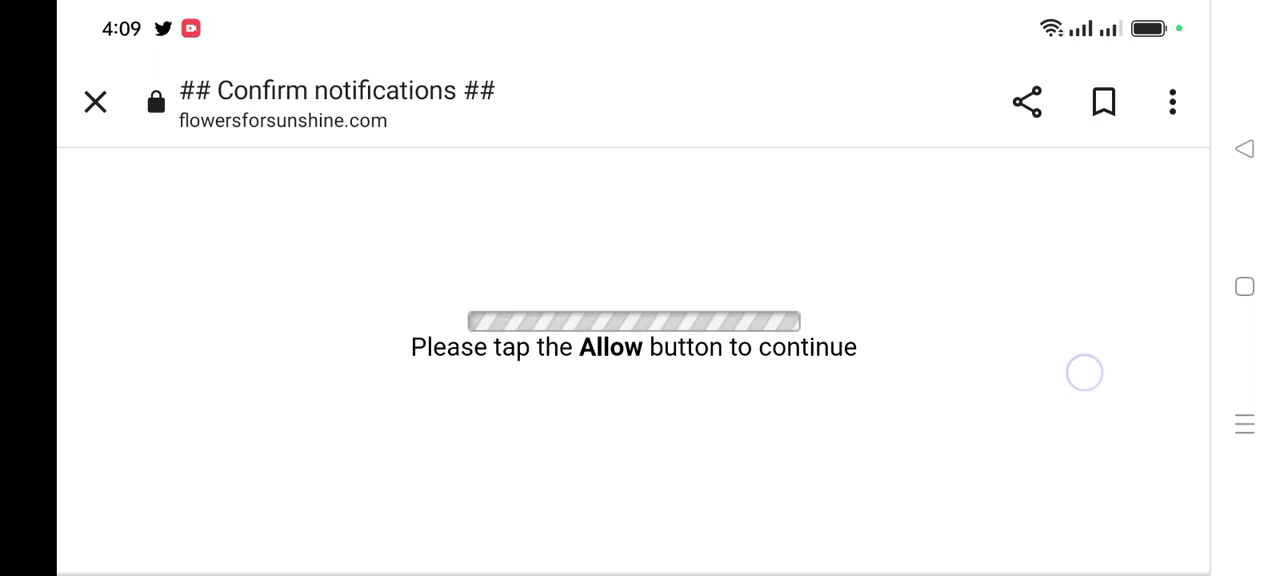 4:09
## Confirm notifications ##
flowersforsunshine.com
Please tap the Allow button to continue